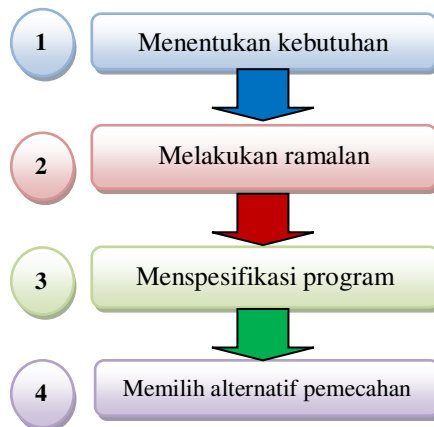 1 Menentukan kebutuhan
2 Melakukan ramalan
3 Menspesifikasi program
4 Memilih alternatif pemecahan